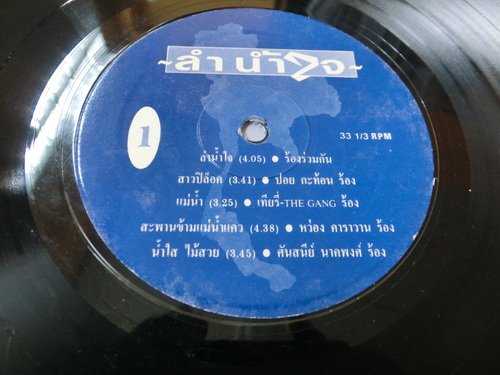 ~ลำนำ้ใจ~
1
33 1/3 RPM
ลำน้ำใจ (4.05) ● ร้องร่วมกัน
สาวปิล็อค (3.41) ● ปอย กะท้อน ร้อง
แม่น้ำ (3.25) ● เทียรี่-THE GANG ร้อง
สะพานข้ามแม่น้ำแคว (4.38) ● หว่อง คาราวาน ร้อง
น้ำใส ไม้สวย (3.45) ● ศันสนีย์ นาคพงศ์ ร้อง